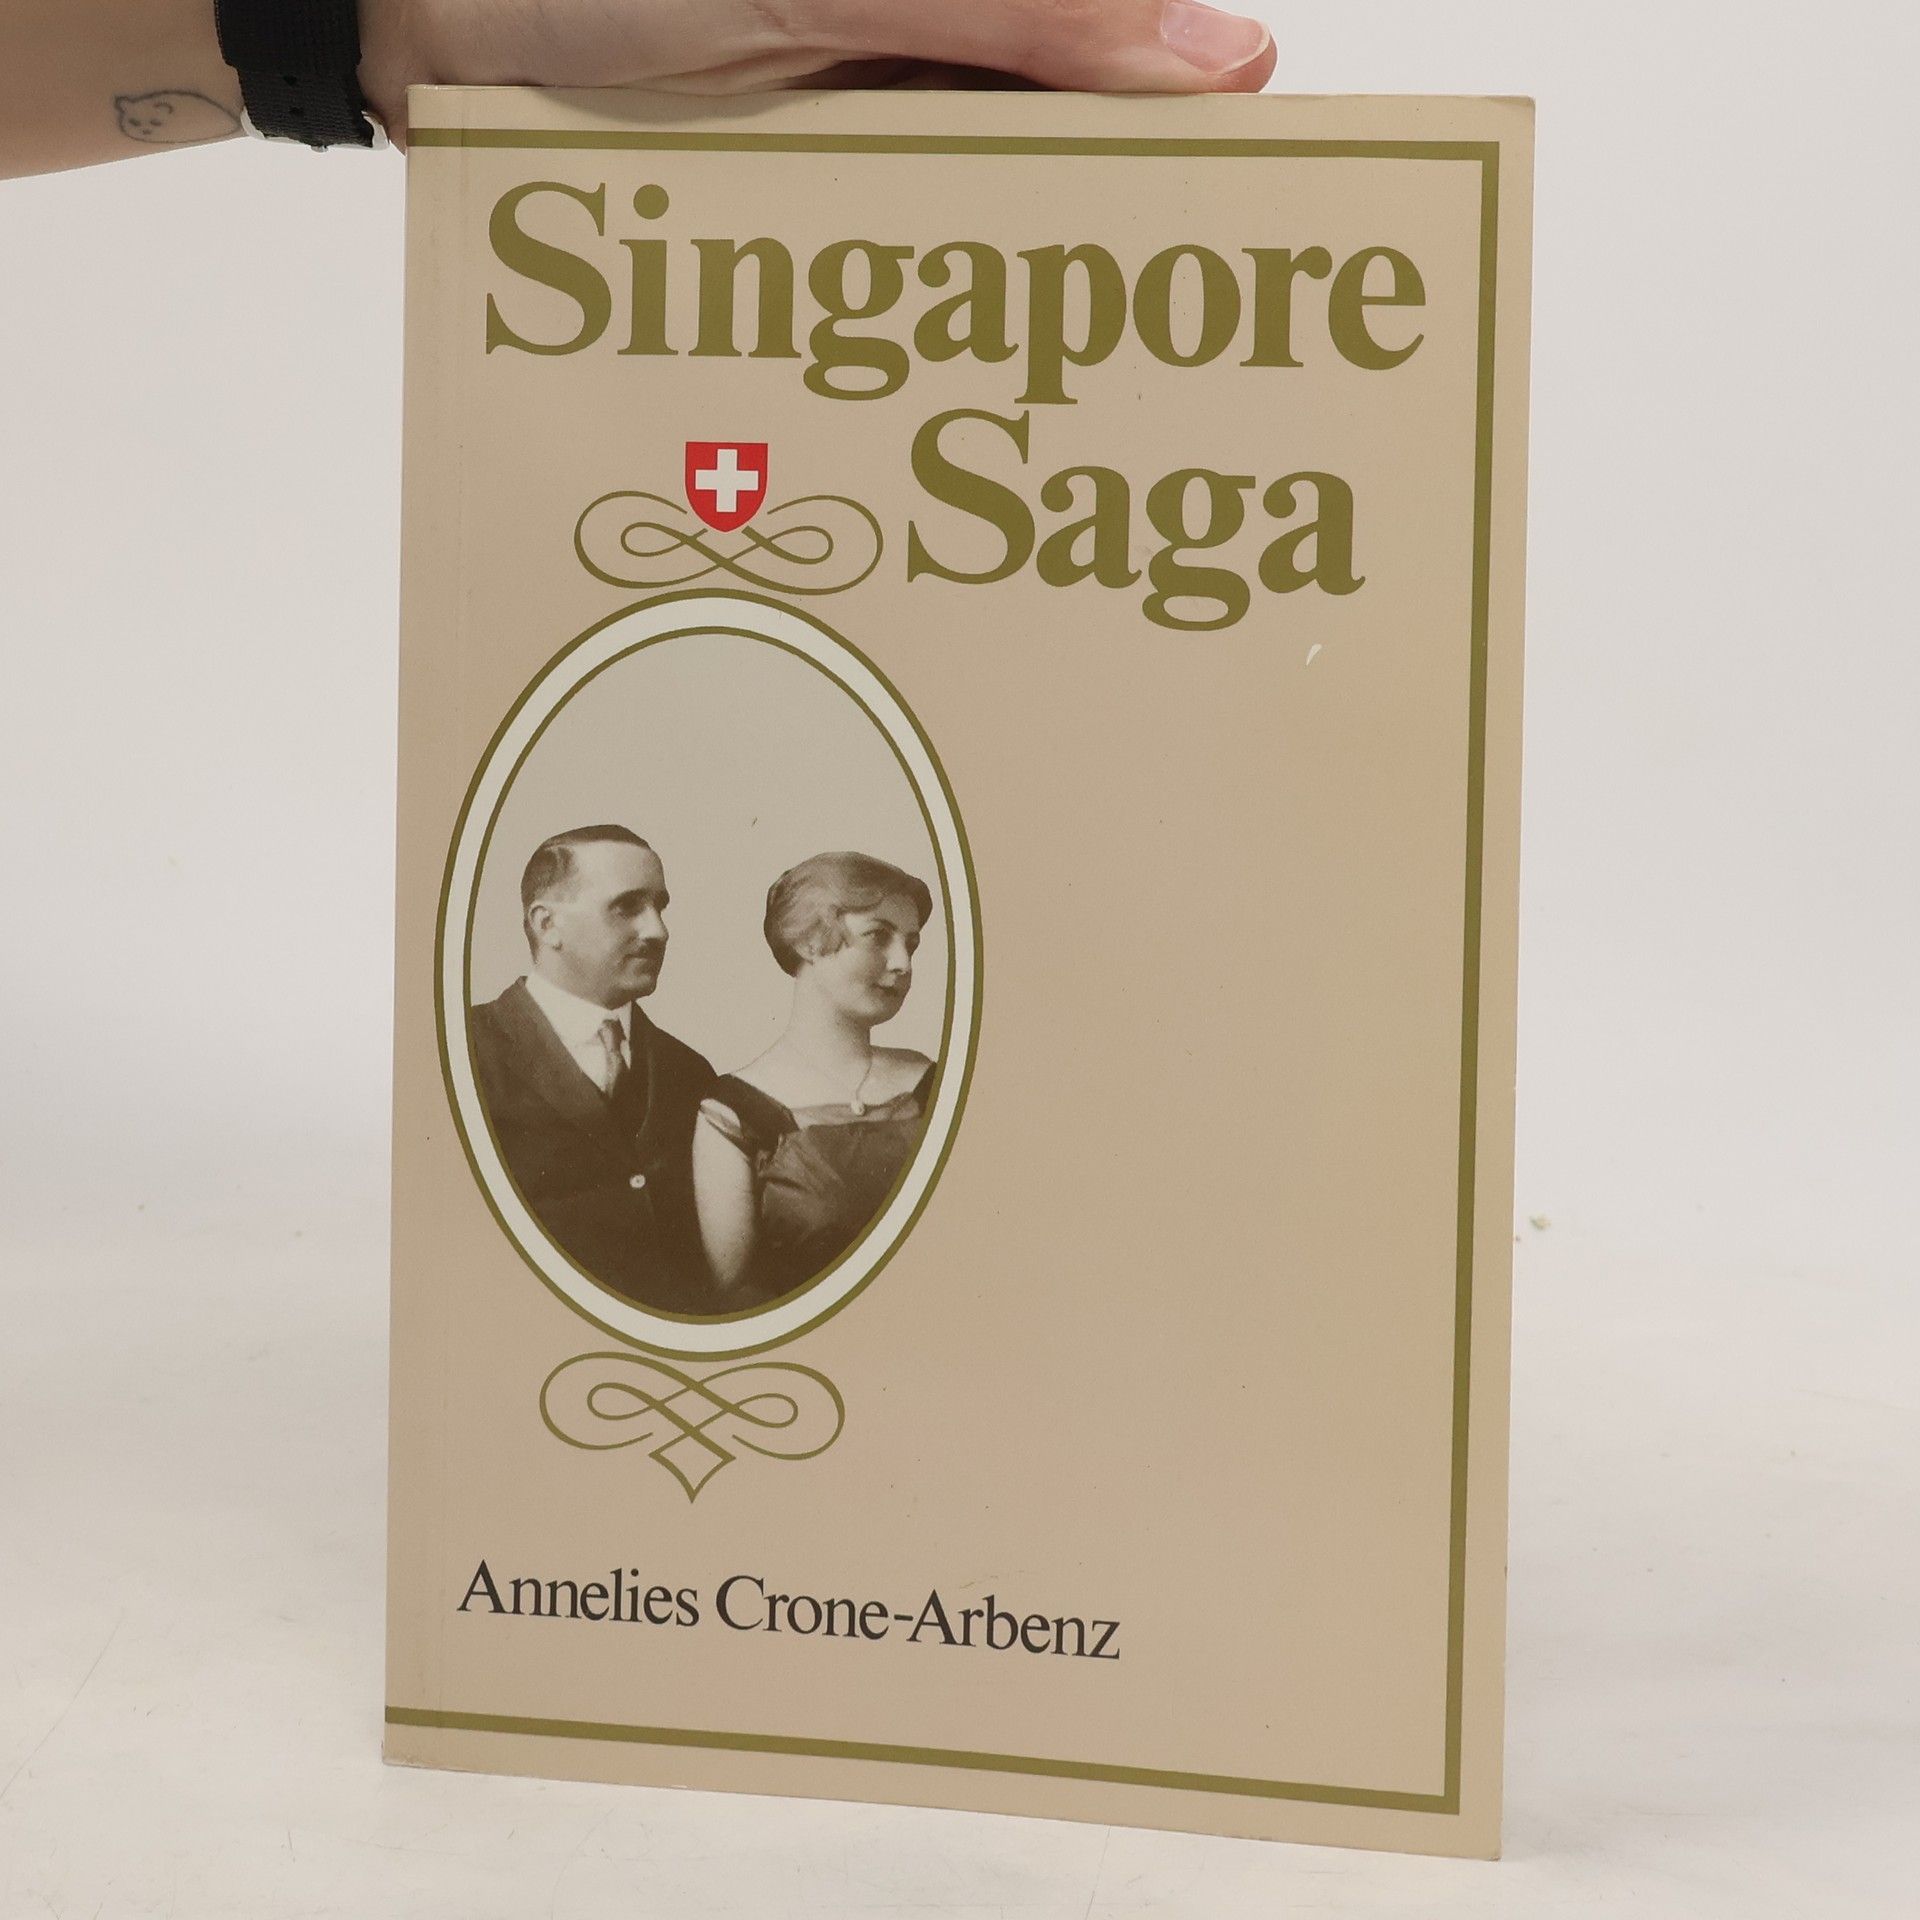 Singapore
Saga
Annelies Crone-Arbenz